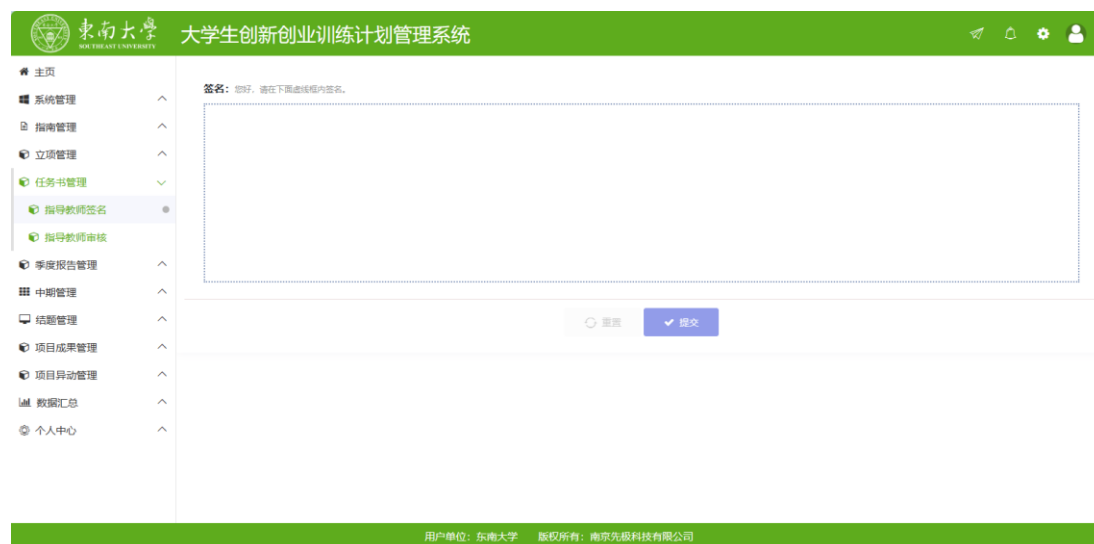 東南大學 大学生创新创业训练计划管理系统
SOUTHEAST UNIVERSITY
主页
签名：您好，请在下面虚线框内签名。
系统管理
指南管理
立项管理
任务书管理
指导教师签名
指导教师审核
季度报告管理
中期管理
结题管理
重置 提交
项目成果管理
项目异动管理
数据汇总
个人中心
用户单位：东南大学 版权所有：南京先极科技有限公司